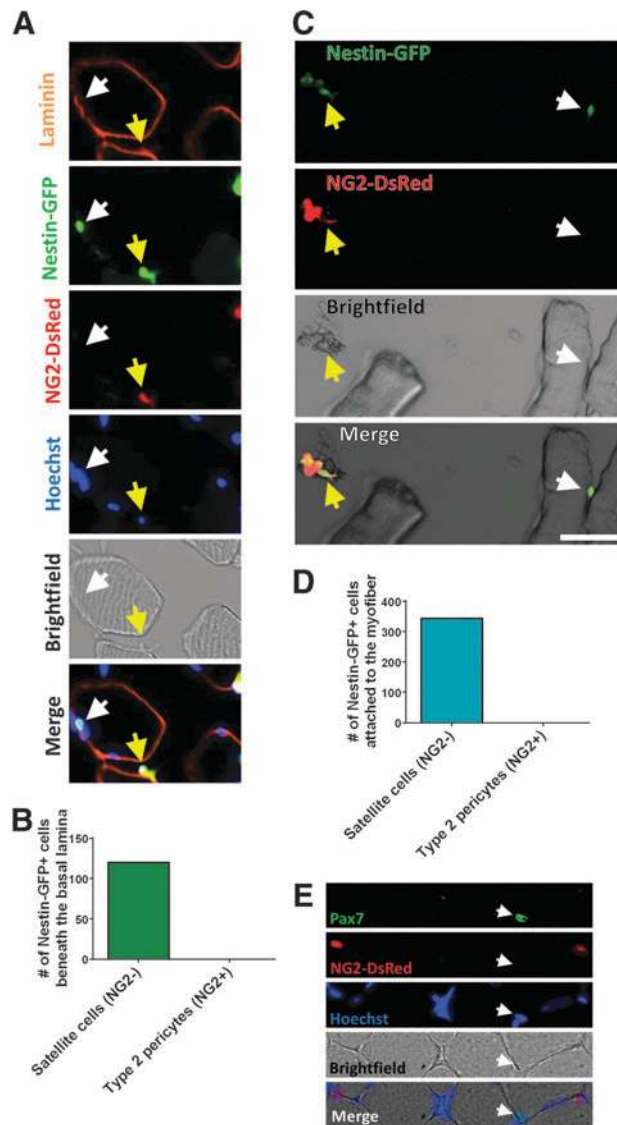 A
Laminin
Nestin-GFP
NG2-DsRed
Hoechst
Brightfield
Merge
B
# of Nestin-GFP+ cells
beneath the basal lamina
150
100
50
0
Satellite cells (NG2-)
Type 2 pericytes (NG2+)
C
Nestin-GFP
NG2-DsRed
Brightfield
Merge
D
# of Nestin-GFP+ cells
attached to the myofiber
400
300
200
100
0
Satellite cells (NG2-)
Type 2 pericytes (NG2+)
E
Pax7
NG2-DsRed
Hoechst
Brightfield
Merge